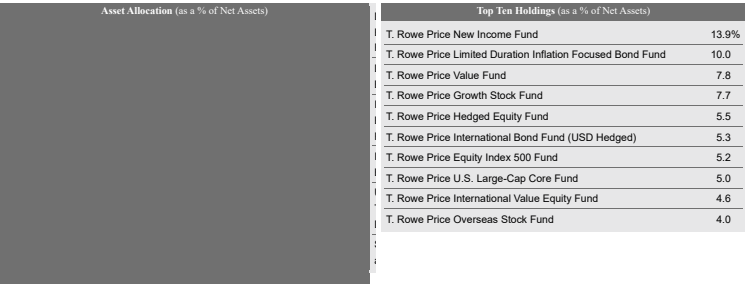 Asset Allocation (as a % of Net Assets)
Top Ten Holdings (as a % of Net Assets)
T. Rowe Price New Income Fund 13.9%
T. Rowe Price Limited Duration Inflation Focused Bond Fund 10.0
T. Rowe Price Value Fund 7.8
T. Rowe Price Growth Stock Fund 7.7
T. Rowe Price Hedged Equity Fund 5.5
T. Rowe Price International Bond Fund (USD Hedged) 5.3
T. Rowe Price Equity Index 500 Fund 5.2
T. Rowe Price U.S. Large-Cap Core Fund 5.0
T. Rowe Price International Value Equity Fund 4.6
T. Rowe Price Overseas Stock Fund 4.0